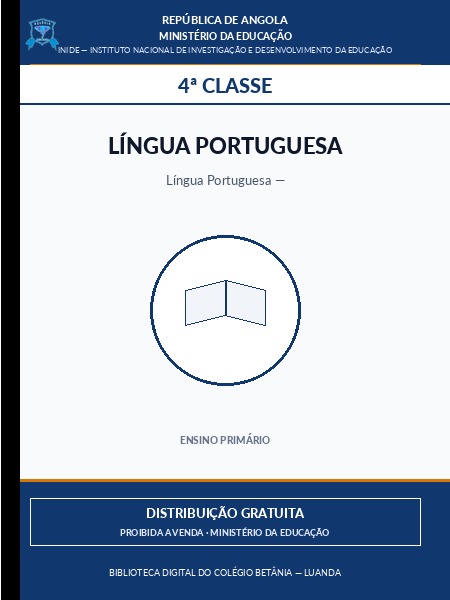 REPÚBLICA DE ANGOLA
MINISTÉRIO DA EDUCAÇÃO
INIDE — INSTITUTO NACIONAL DE INVESTIGAÇÃO E DESENVOLVIMENTO DA EDUCAÇÃO
4ª CLASSE
LÍNGUA PORTUGUESA
Língua Portuguesa —
ENSINO PRIMÁRIO
DISTRIBUIÇÃO GRATUITA
PROIBIDA A VENDA · MINISTÉRIO DA EDUCAÇÃO
BIBLIOTECA DIGITAL DO COLÉGIO BETÂNIA — LUANDA